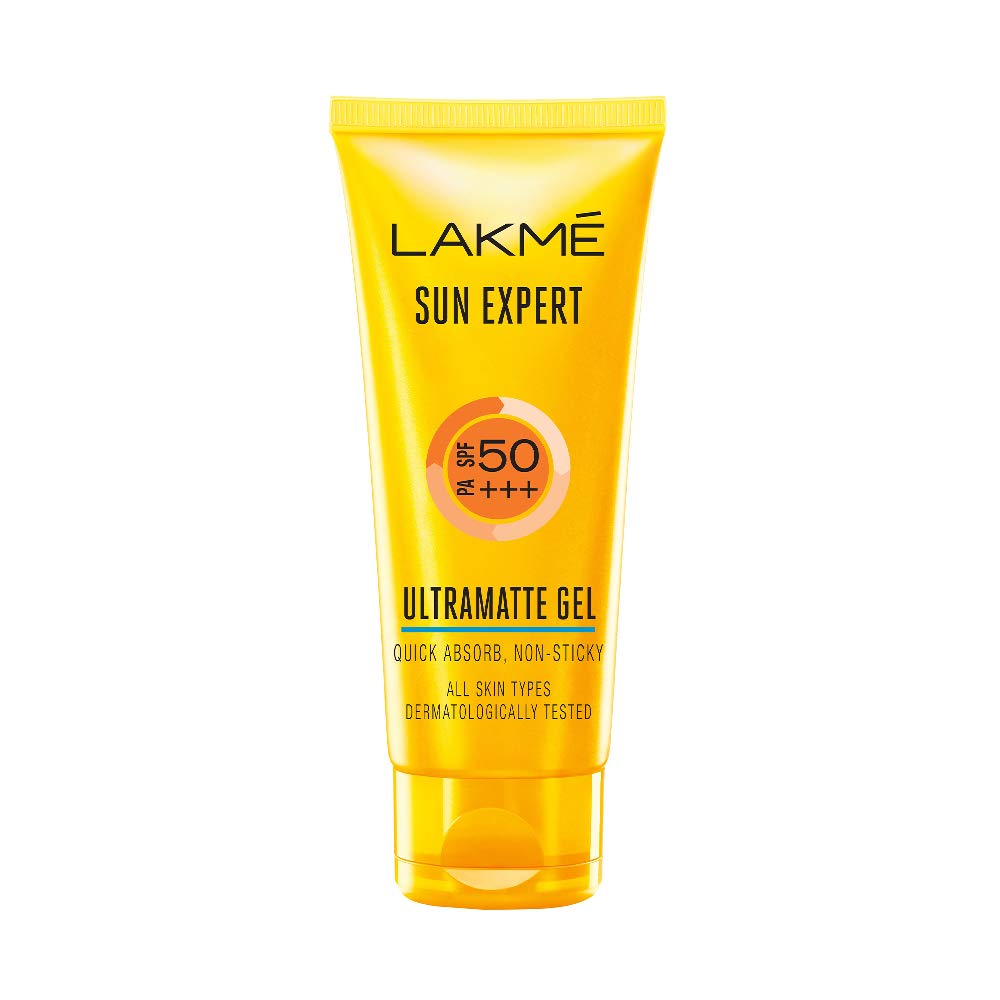 LAKMÉ
SUN EXPERT
SPF 50
PA +++
ULTRAMATTE GEL
QUICK ABSORB, NON-STICKY
ALL SKIN TYPES
DERMATOLOGICALLY TESTED